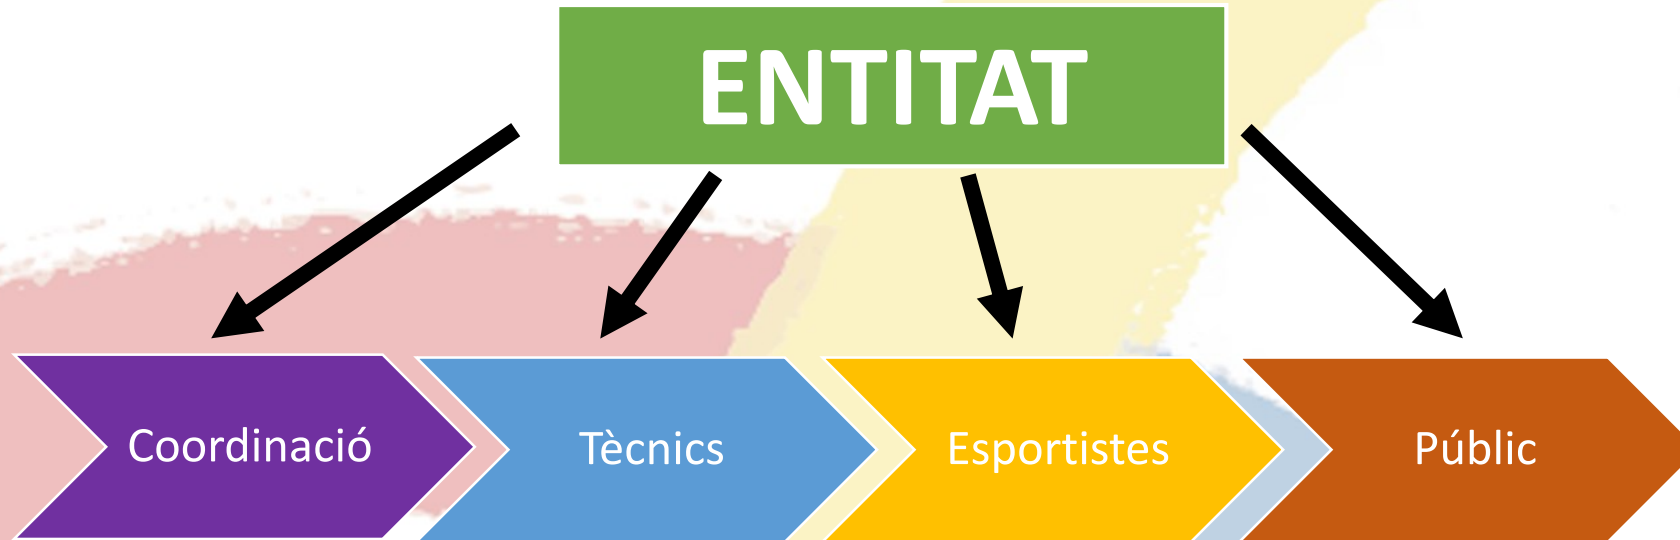 ENTITAT
Coordinació
Tècnics
Esportistes
Públic